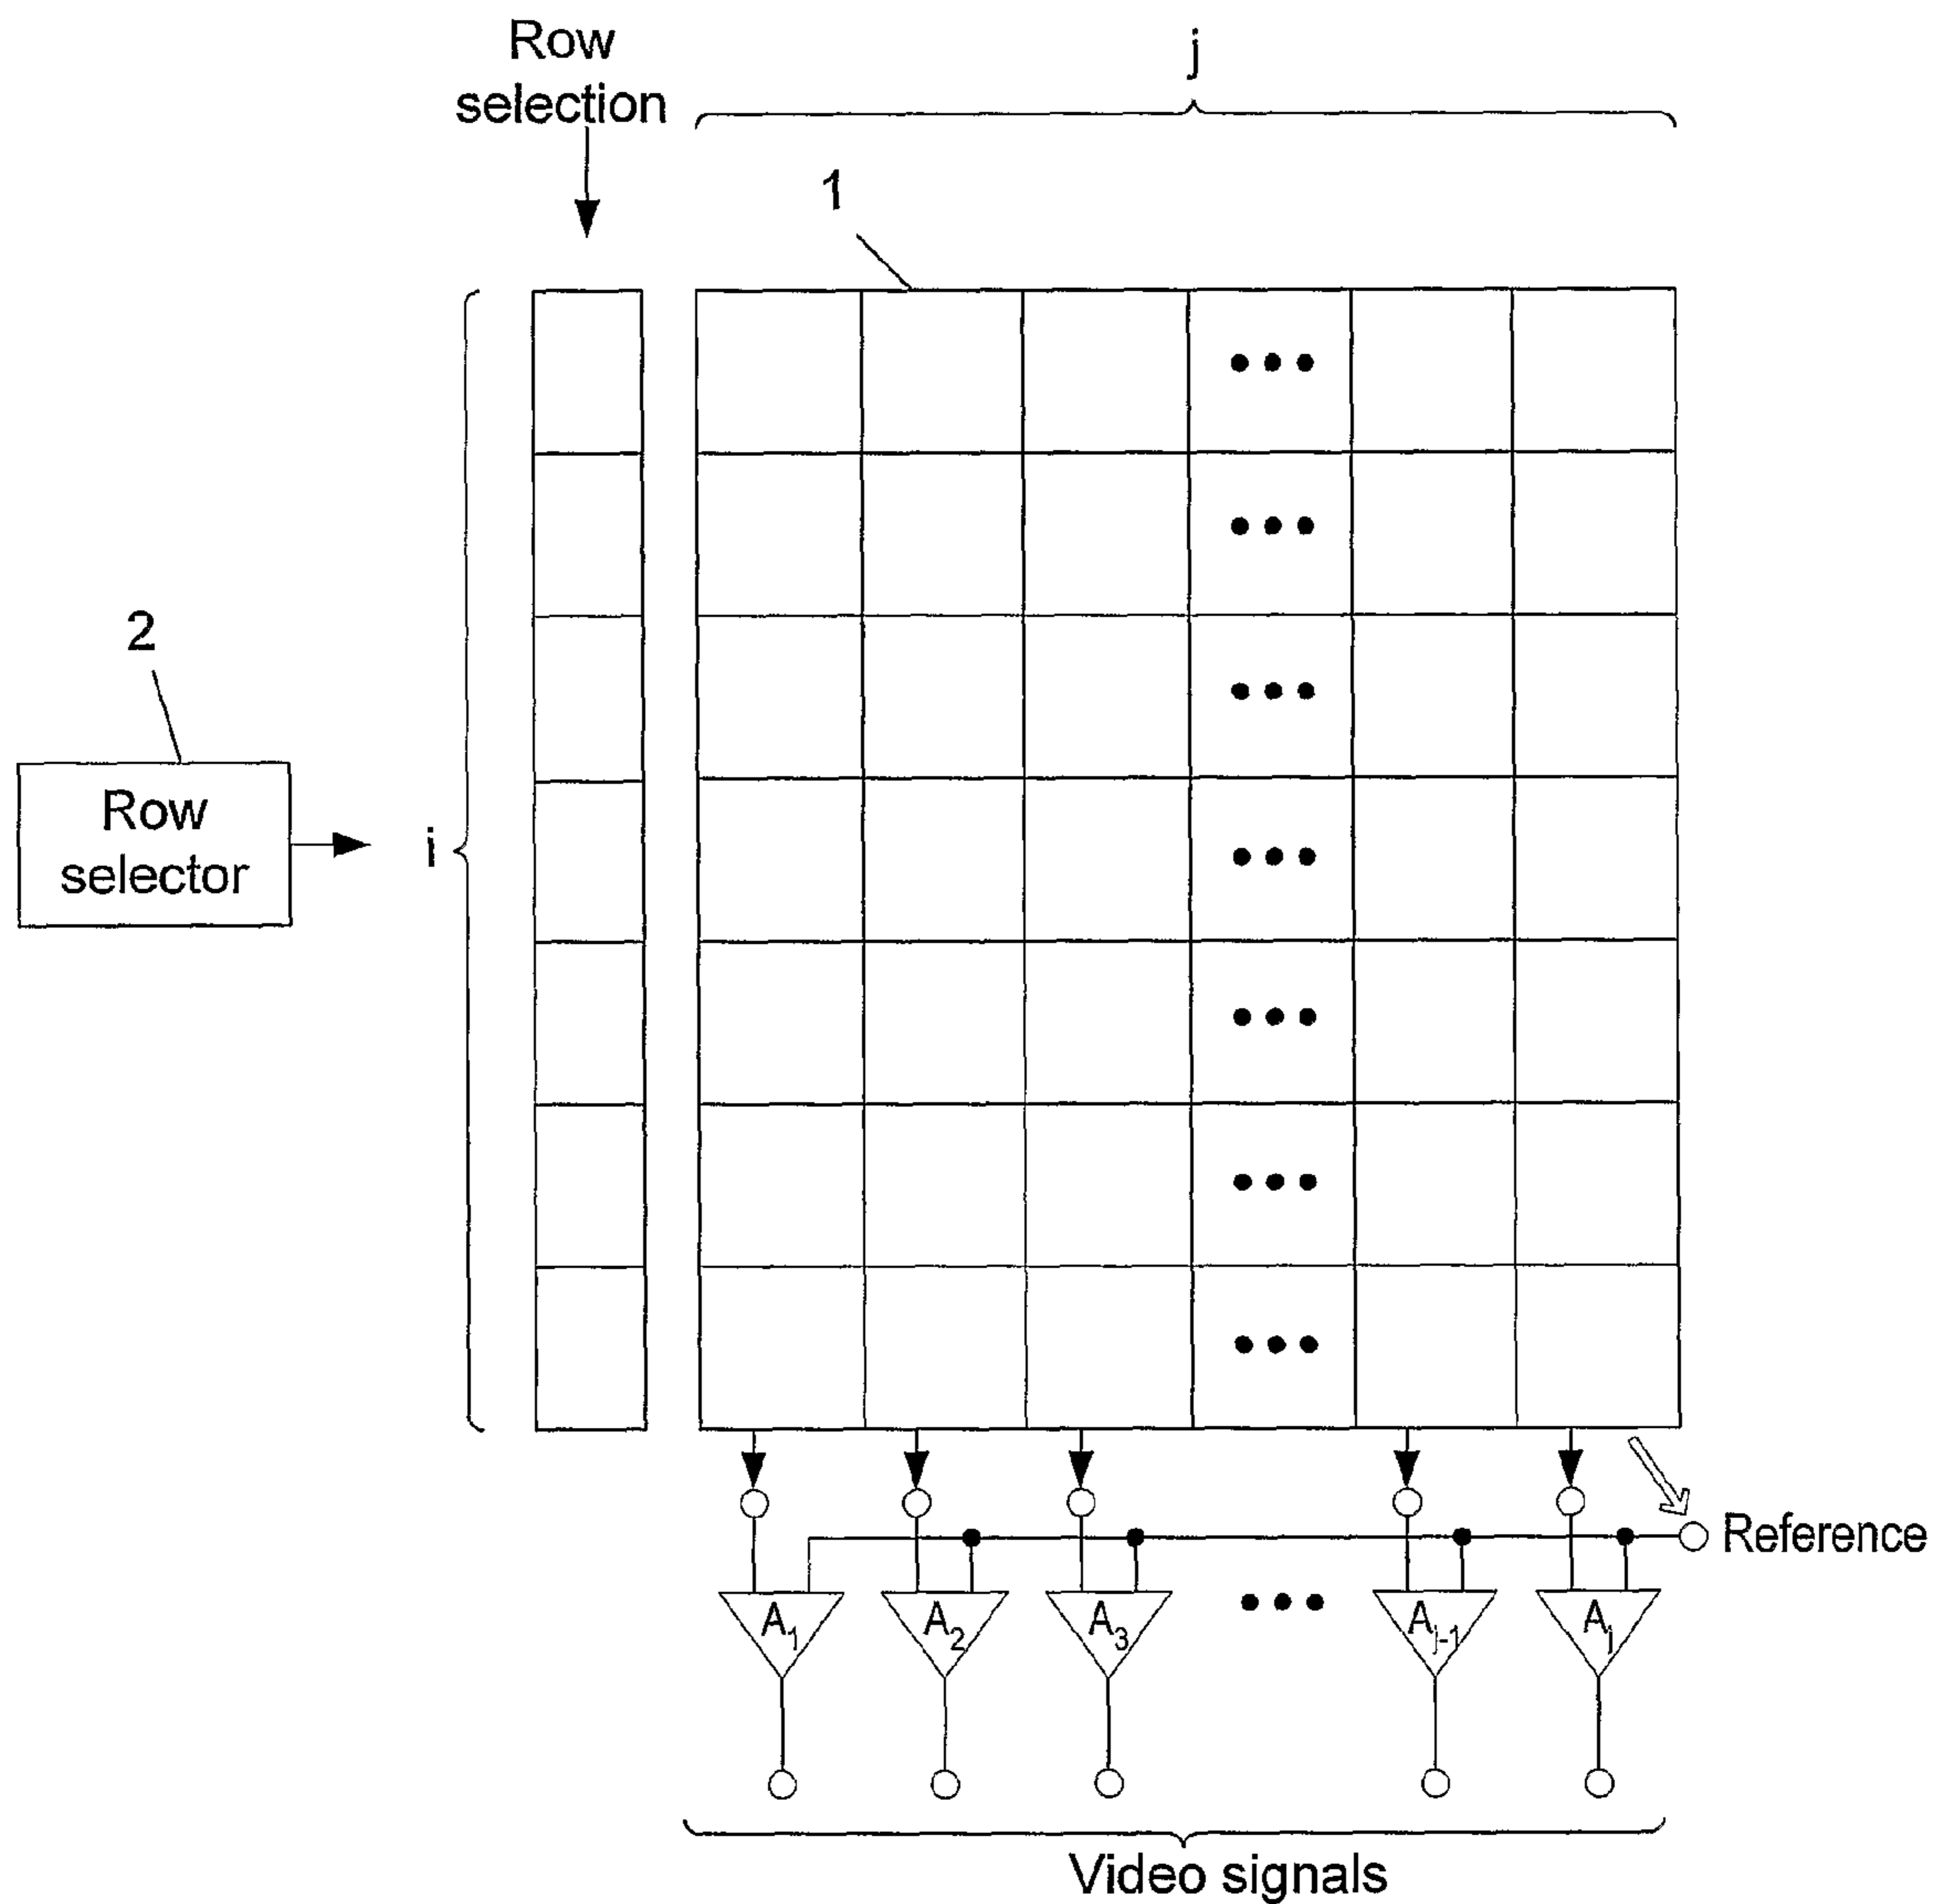 Row
selection
j
1
2
Row
selector
i
Reference
A1
A2
A3
Aj-1
Aj
Video signals